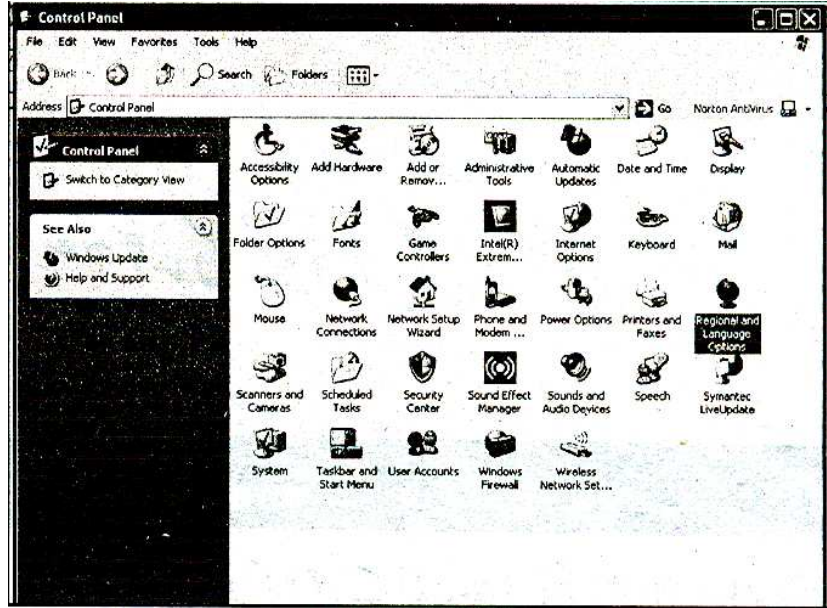 Control Panel
File Edit View Favorites Tools Help
Back Search Folders
Address Control Panel Go Norton AntiVirus
Control Panel
Switch to Category View
See Also
Windows Update
Help and Support
Accessibility Options
Add Hardware
Add or Remov...
Administrative Tools
Automatic Updates
Date and Time
Display
Folder Options
Fonts
Game Controllers
Intel(R) Extrem...
Internet Options
Keyboard
Mail
Mouse
Network Connections
Network Setup Wizard
Phone and Modem ...
Power Options
Printers and Faxes
Regional and Language Options
Scanners and Cameras
Scheduled Tasks
Security Center
Sound Effect Manager
Sounds and Audio Devices
Speech
Symantec LiveUpdate
System
Taskbar and Start Menu
User Accounts
Windows Firewall
Wireless Network Set...